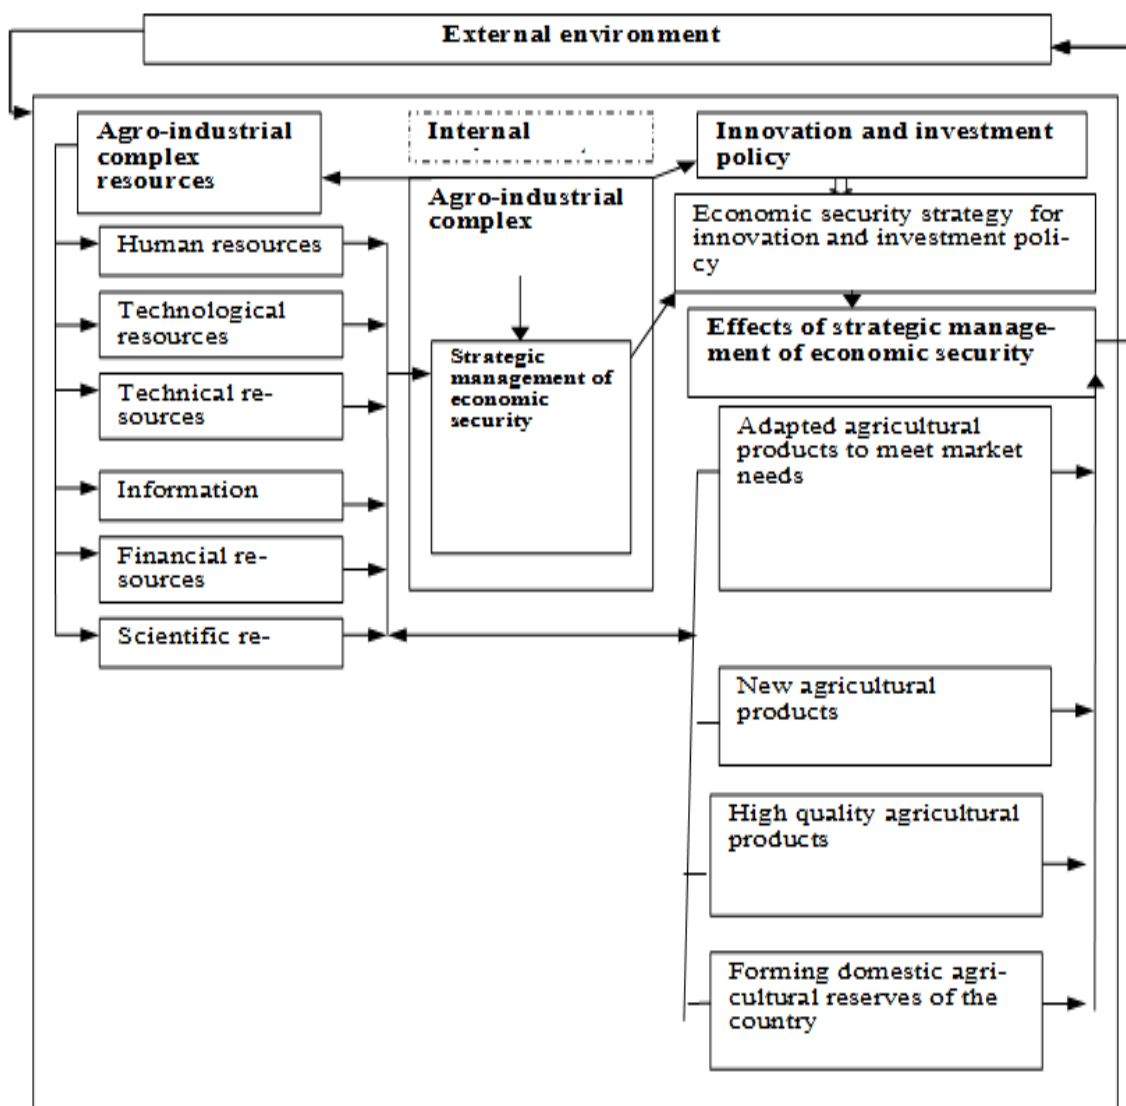 External environment
Agro-industrial
complex
resources
Human resources
Technological
resources
Technical re-
sources
Information
Financial re-
sources
Scientific re-
Internal
Agro-industrial
complex
Strategic
management of
economic
security
Innovation and investment
policy
Economic security strategy for
innovation and investment poli-
cy
Effects of strategic manage-
ment of economic security
Adapted agricultural
products to meet market
needs
New agricultural
products
High quality agricultural
products
Forming domestic agri-
cultural reserves of the
country